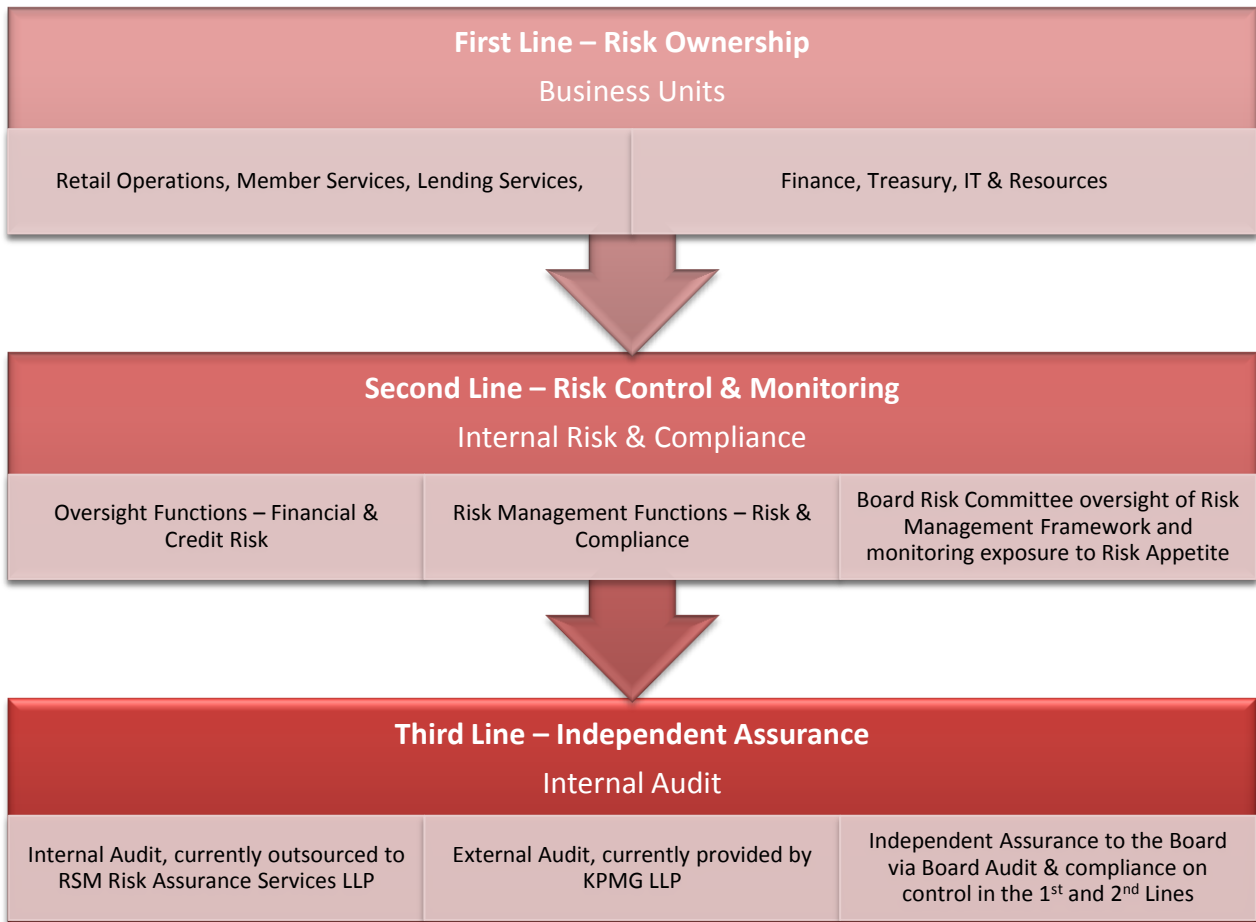 First Line – Risk Ownership
Business Units
Retail Operations, Member Services, Lending Services,
Finance, Treasury, IT & Resources
Second Line – Risk Control & Monitoring
Internal Risk & Compliance
Oversight Functions – Financial &
Credit Risk
Risk Management Functions – Risk &
Compliance
Board Risk Committee oversight of Risk
Management Framework and
monitoring exposure to Risk Appetite
Third Line – Independent Assurance
Internal Audit
Internal Audit, currently outsourced to
RSM Risk Assurance Services LLP
External Audit, currently provided by
KPMG LLP
Independent Assurance to the Board
via Board Audit & compliance on
control in the 1st and 2nd Lines